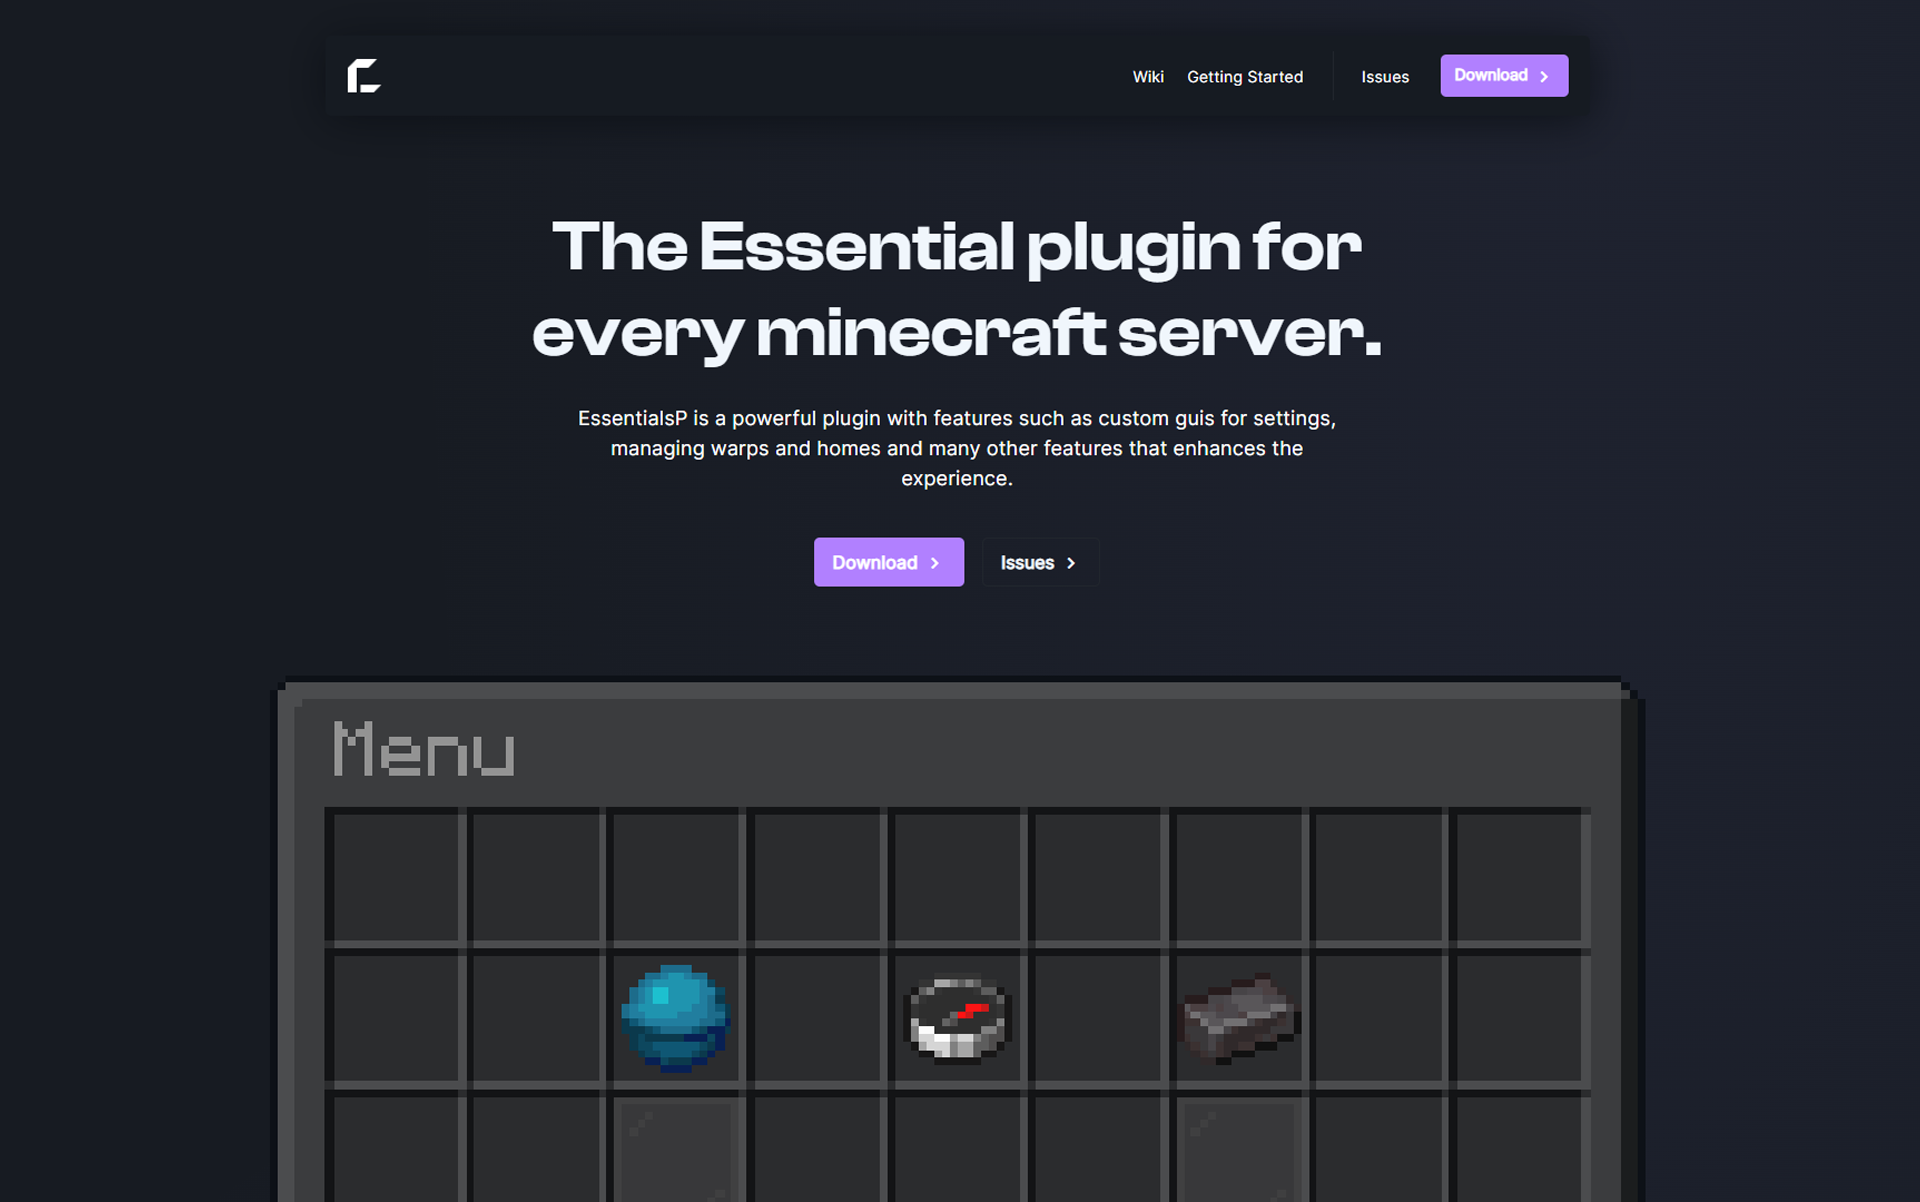 Wiki Getting Started Issues Download
The Essential plugin for
every minecraft server.
EssentialsP is a powerful plugin with features such as custom guis for settings,
managing warps and homes and many other features that enhances the
experience.
Download Issues
Menu